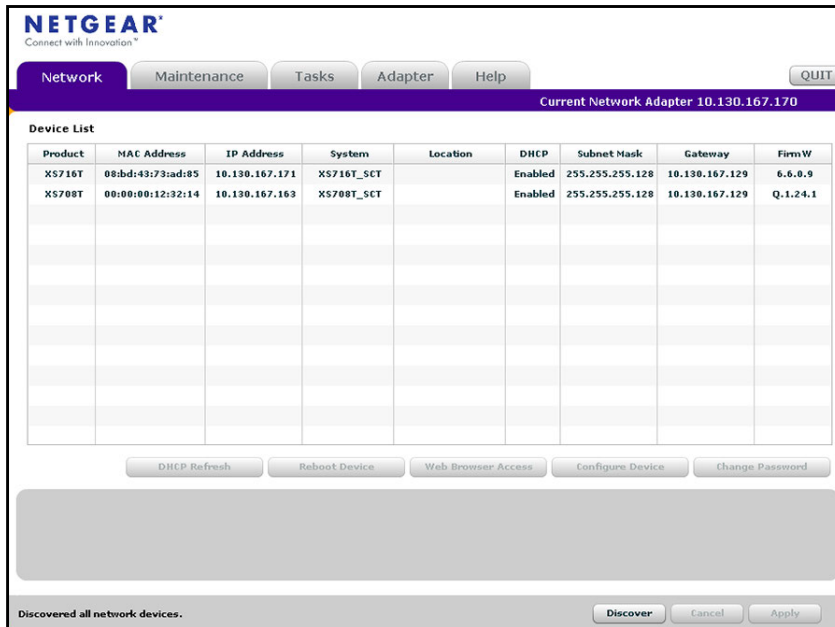 NETGEAR®
Connect with Innovation™
Network Maintenance Tasks Adapter Help QUIT
Current Network Adapter 10.130.167.170
Device List
Product MAC Address IP Address System Location DHCP Subnet Mask Gateway FirmW
XS716T 08:bd:43:73:ad:85 10.130.167.171 XS716T_SCT Enabled 255.255.255.128 10.130.167.129 6.6.0.9
XS708T 00:00:00:12:32:14 10.130.167.163 XS708T_SCT Enabled 255.255.255.128 10.130.167.129 Q.1.24.1
DHCP Refresh Reboot Device Web Browser Access Configure Device Change Password
Discovered all network devices. Discover Cancel Apply